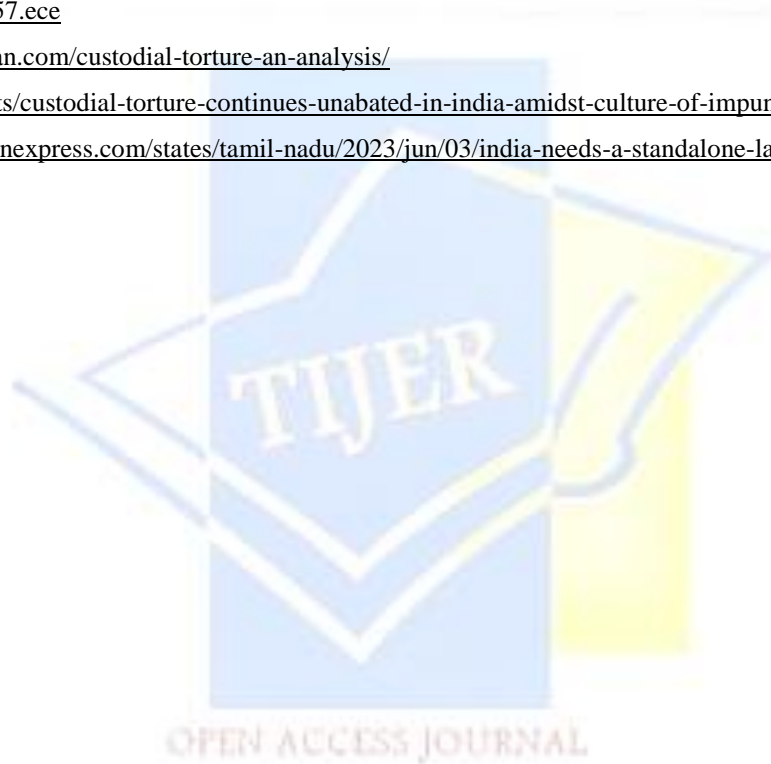 57.ece
an.com/custodial-torture-an-analysis/
ts/custodial-torture-continues-unabated-in-india-amidst-culture-of-impun
nexpress.com/states/tamil-nadu/2023/jun/03/india-needs-a-standalone-la
TIJER
OPEN ACCESS JOURNAL